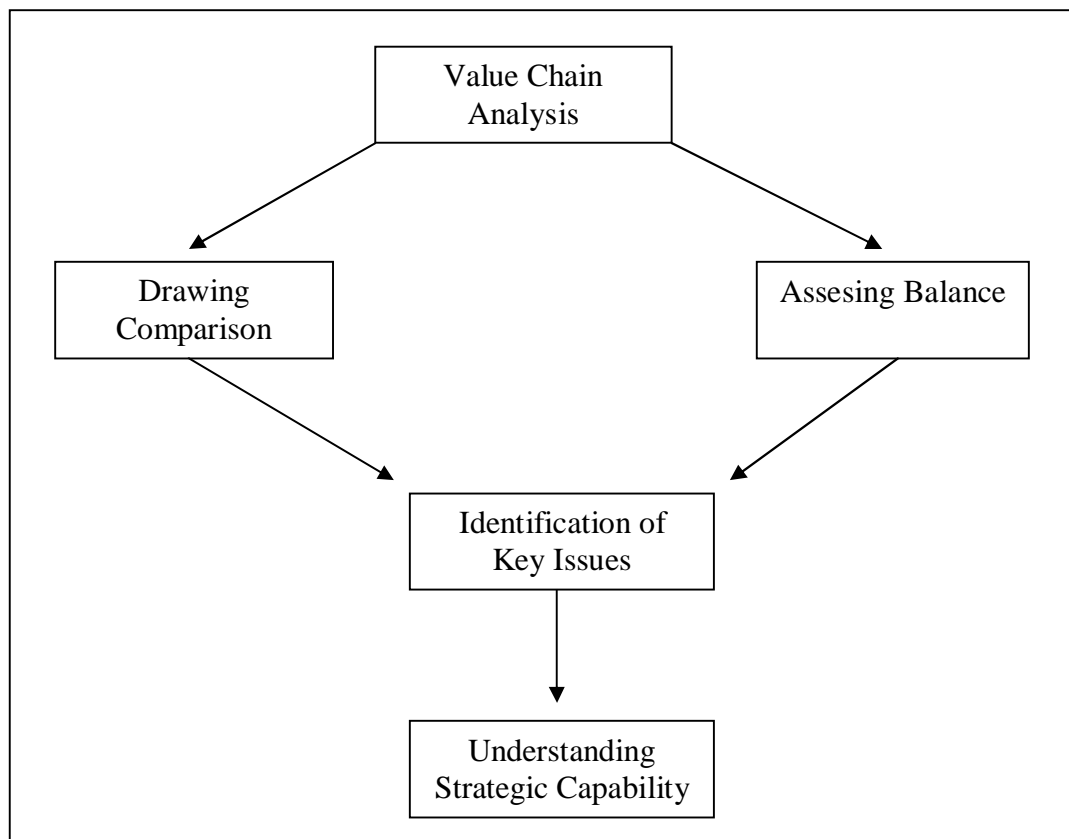 Value Chain
Analysis
Drawing
Comparison
Assesing Balance
Identification of
Key Issues
Understanding
Strategic Capability